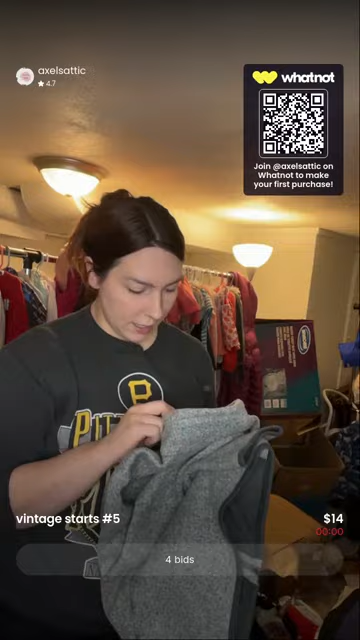 axelsattic
★ 4.7
whatnot
Join @axelsattic on
Whatnot to make
your first purchase!
P
PITT
vintage starts #5
$14
00:00
4 bids